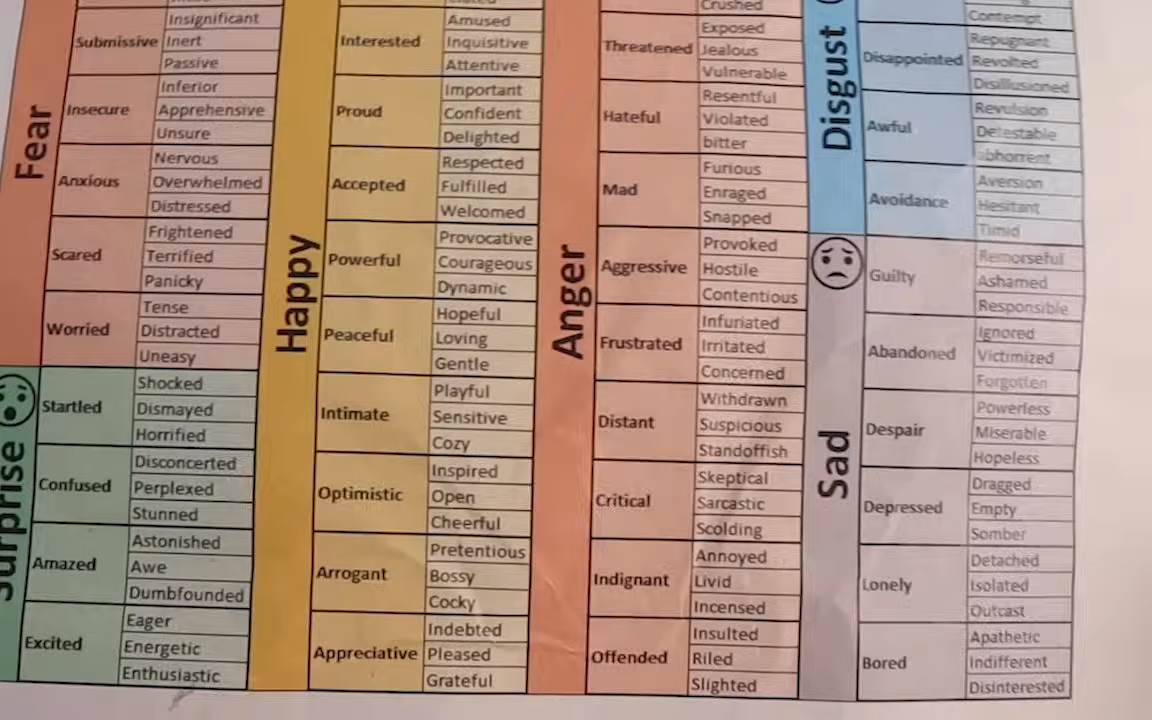 Fear
Submissive
Insignificant
Inert
Passive
Insecure
Inferior
Apprehensive
Unsure
Anxious
Nervous
Overwhelmed
Distressed
Scared
Frightened
Terrified
Panicky
Worried
Tense
Distracted
Uneasy
Surprise
Startled
Shocked
Dismayed
Horrified
Confused
Disconcerted
Perplexed
Stunned
Amazed
Astonished
Awe
Dumbfounded
Excited
Eager
Energetic
Enthusiastic
Happy
Interested
Amused
Inquisitive
Attentive
Proud
Important
Confident
Delighted
Accepted
Respected
Fulfilled
Welcomed
Powerful
Provocative
Courageous
Dynamic
Peaceful
Hopeful
Loving
Gentle
Intimate
Playful
Sensitive
Cozy
Optimistic
Inspired
Open
Cheerful
Arrogant
Pretentious
Bossy
Cocky
Appreciative
Indebted
Pleased
Grateful
Anger
Crushed
Threatened
Exposed
Jealous
Vulnerable
Hateful
Resentful
Violated
bitter
Mad
Furious
Enraged
Snapped
Aggressive
Provoked
Hostile
Contentious
Frustrated
Infuriated
Irritated
Concerned
Distant
Withdrawn
Suspicious
Standoffish
Critical
Skeptical
Sarcastic
Scolding
Indignant
Annoyed
Livid
Incensed
Offended
Insulted
Riled
Slighted
Disgust
Contempt
Disappointed
Repugnant
Revolted
Disillusioned
Awful
Revulsion
Detestable
abhorrent
Avoidance
Aversion
Hesitant
Timid
Sad
Guilty
Remorseful
Ashamed
Responsible
Abandoned
Ignored
Victimized
Forgotten
Despair
Powerless
Miserable
Hopeless
Depressed
Dragged
Empty
Somber
Lonely
Detached
Isolated
Outcast
Bored
Apathetic
Indifferent
Disinterested